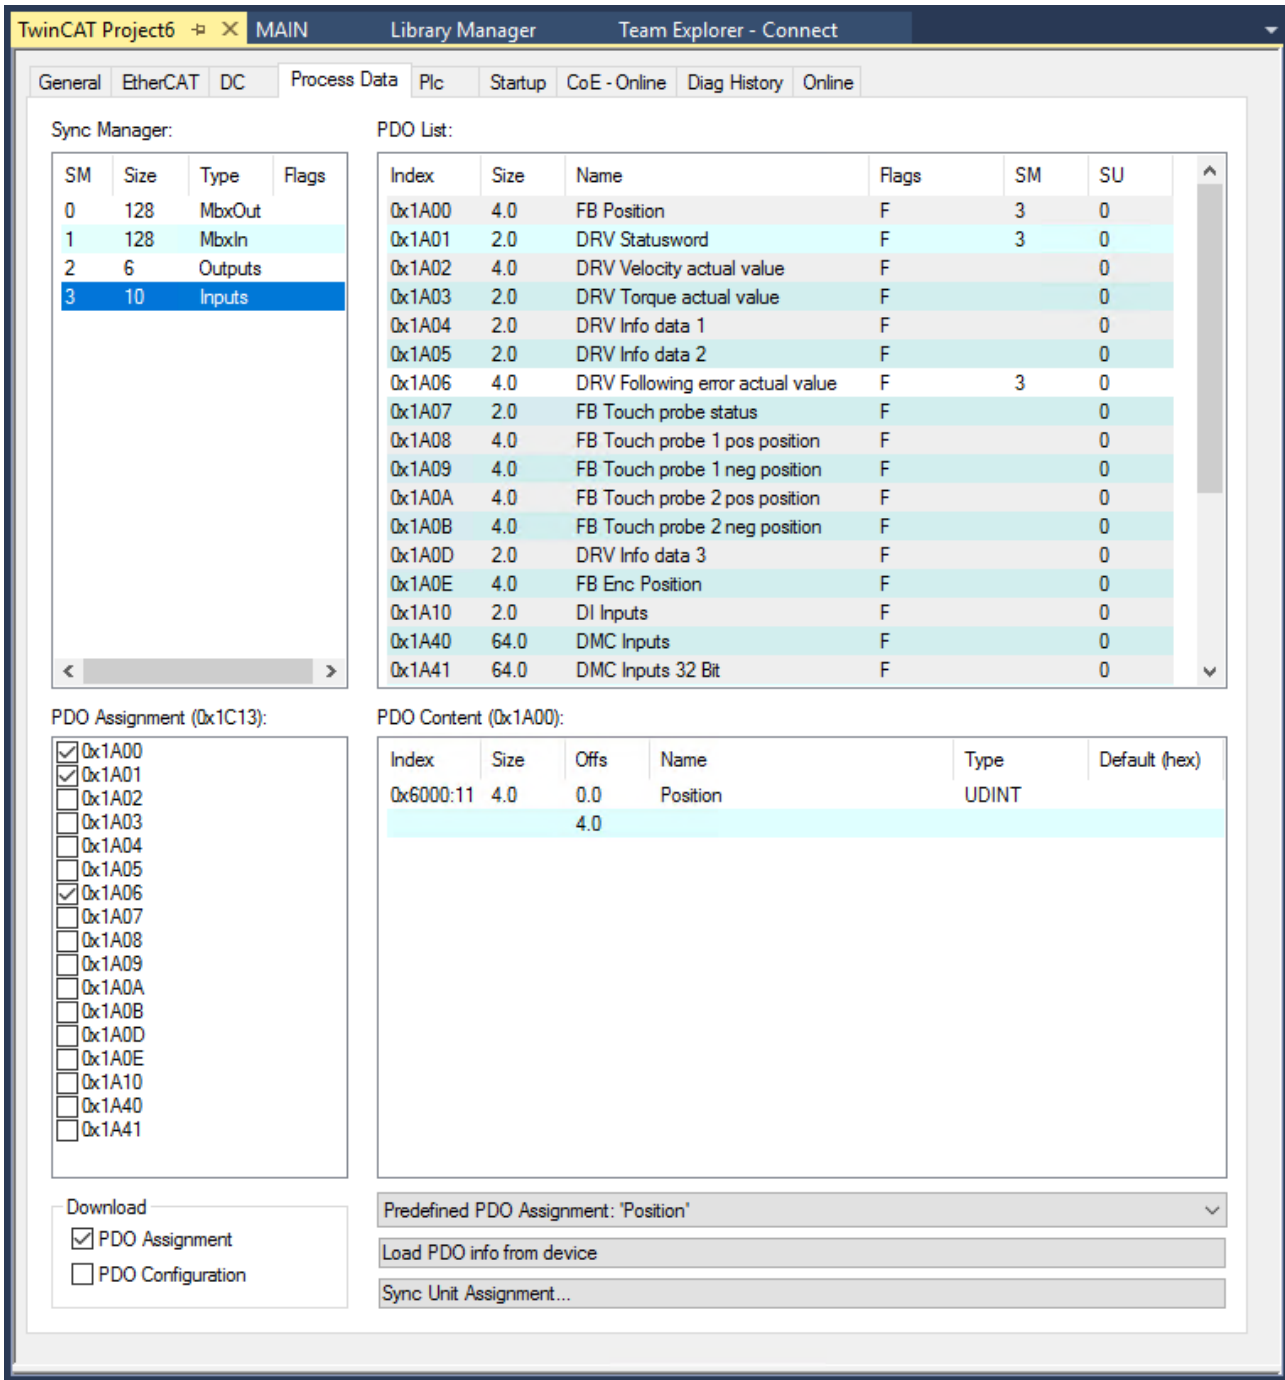 TwinCAT Project6 MAIN Library Manager Team Explorer - Connect
General EtherCAT DC Process Data Plc Startup CoE - Online Diag History Online
Sync Manager: PDO List:
SM Size Type Flags
0 128 MbxOut
1 128 MbxIn
2 6 Outputs
3 10 Inputs
Index Size Name Flags SM SU
0x1A00 4.0 FB Position F 3 0
0x1A01 2.0 DRV Statusword F 3 0
0x1A02 4.0 DRV Velocity actual value F 0
0x1A03 2.0 DRV Torque actual value F 0
0x1A04 2.0 DRV Info data 1 F 0
0x1A05 2.0 DRV Info data 2 F 0
0x1A06 4.0 DRV Following error actual value F 3 0
0x1A07 2.0 FB Touch probe status F 0
0x1A08 4.0 FB Touch probe 1 pos position F 0
0x1A09 4.0 FB Touch probe 1 neg position F 0
0x1A0A 4.0 FB Touch probe 2 pos position F 0
0x1A0B 4.0 FB Touch probe 2 neg position F 0
0x1A0D 2.0 DRV Info data 3 F 0
0x1A0E 4.0 FB Enc Position F 0
0x1A10 2.0 DI Inputs F 0
0x1A40 64.0 DMC Inputs F 0
0x1A41 64.0 DMC Inputs 32 Bit F 0
PDO Assignment (0x1C13):
0x1A00
0x1A01
0x1A02
0x1A03
0x1A04
0x1A05
0x1A06
0x1A07
0x1A08
0x1A09
0x1A0A
0x1A0B
0x1A0D
0x1A0E
0x1A10
0x1A40
0x1A41
PDO Content (0x1A00):
Index Size Offs Name Type Default (hex)
0x6000:11 4.0 0.0 Position UDINT
4.0
Download
PDO Assignment
PDO Configuration
Predefined PDO Assignment: 'Position'
Load PDO info from device
Sync Unit Assignment...